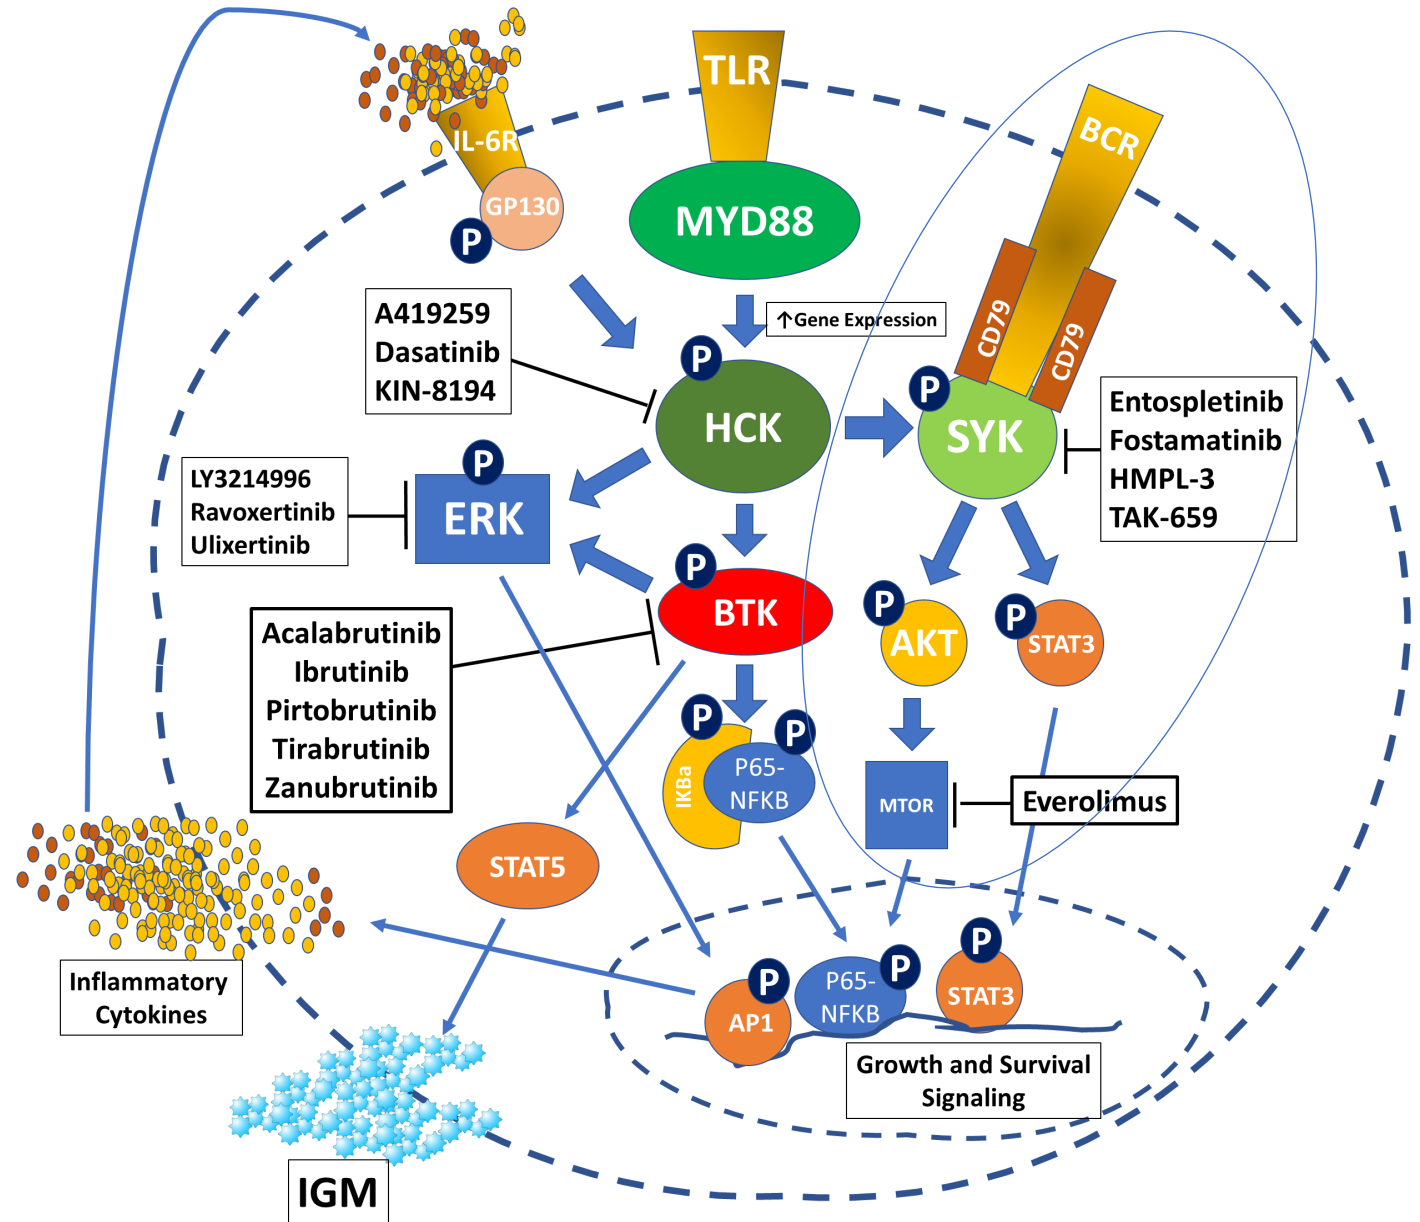 TLR
IL-6R
BCR
GP130
P
MYD88
A419259
Dasatinib
KIN-8194
↑Gene Expression
CD79
CD79
P
HCK
P
SYK
Entospletinib
Fostamatinib
HMPL-3
TAK-659
LY3214996
Ravoxertinib
Ulixertinib
P
ERK
P
BTK
Acalabrutinib
Ibrutinib
Pirtobrutinib
Tirabrutinib
Zanubrutinib
P
AKT
P
STAT3
P
IKBa
P
P65-
NFKB
MTOR
Everolimus
STAT5
Inflammatory
Cytokines
P
AP1
P
P65-
NFKB
P
STAT3
Growth and Survival
Signaling
IGM